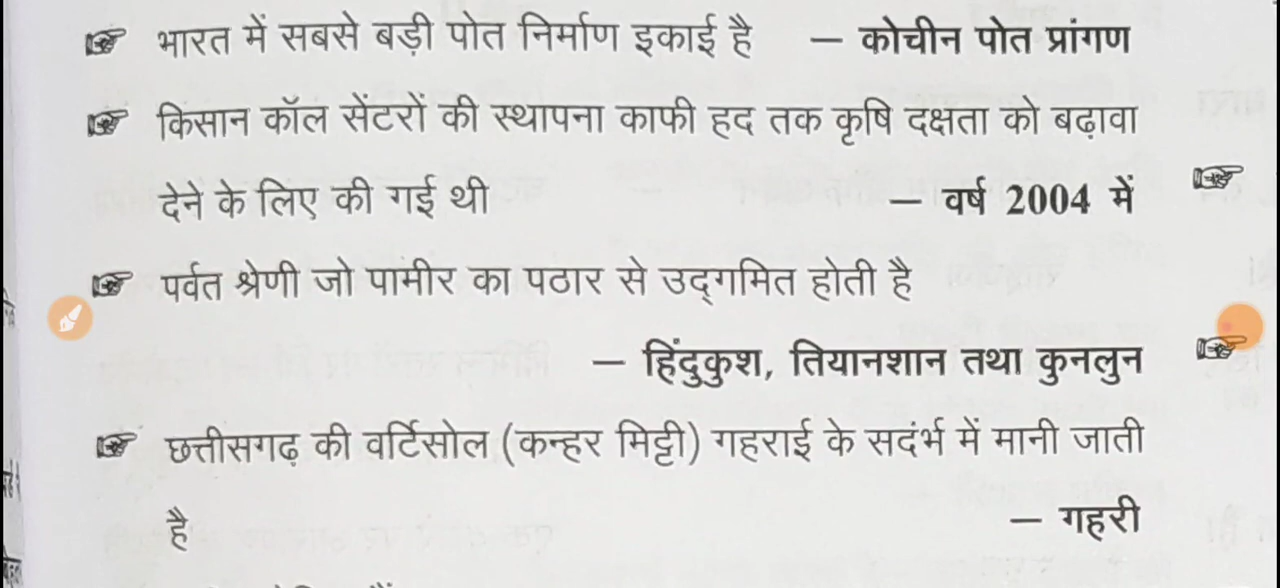 भारत में सबसे बड़ी पोत निर्माण इकाई है – कोचीन पोत प्रांगण
किसान कॉल सेंटरों की स्थापना काफी हद तक कृषि दक्षता को बढ़ावा
देने के लिए की गई थी – वर्ष 2004 में
पर्वत श्रेणी जो पामीर का पठार से उद्‌गमित होती है
– हिंदुकुश, तियानशान तथा कुनलुन
छत्तीसगढ़ की वर्टिसोल (कन्हर मिट्टी) गहराई के सदंर्भ में मानी जाती
है – गहरी